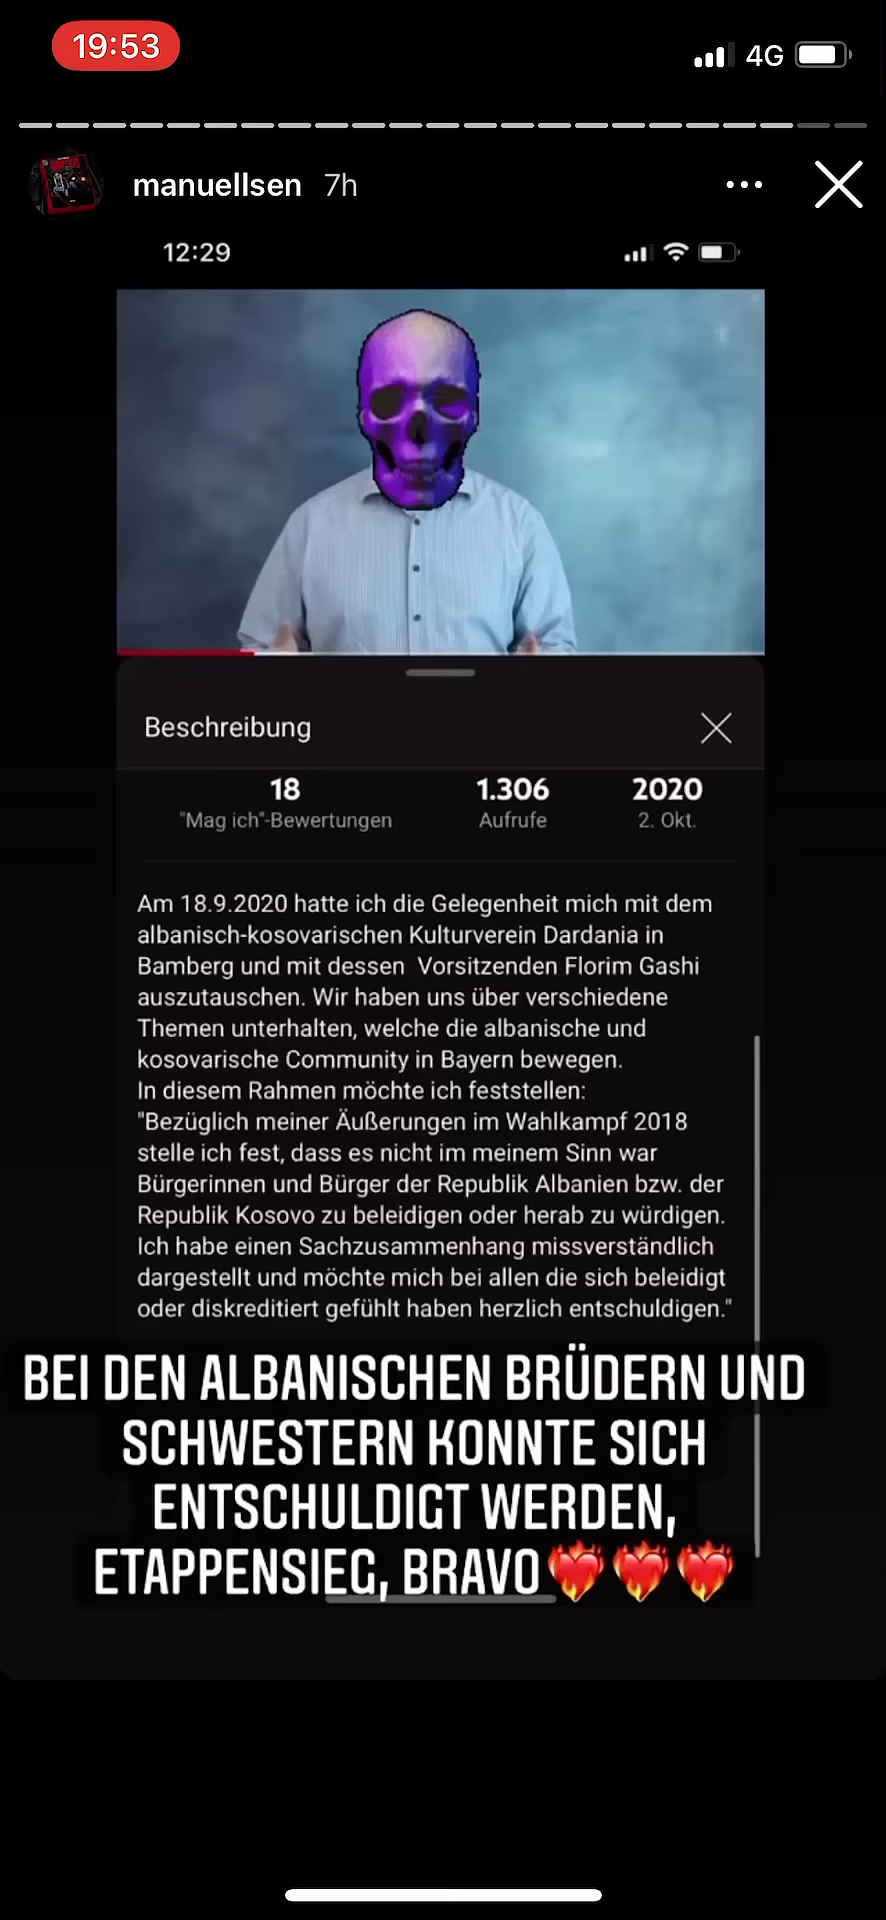 19:53
4G
manuellsen 7h
12:29
Beschreibung
18 1.306 2020
"Mag ich"-Bewertungen Aufrufe 2. Okt.
Am 18.9.2020 hatte ich die Gelegenheit mich mit dem
albanisch-kosovarischen Kulturverein Dardania in
Bamberg und mit dessen Vorsitzenden Florim Gashi
auszutauschen. Wir haben uns über verschiedene
Themen unterhalten, welche die albanische und
kosovarische Community in Bayern bewegen.
In diesem Rahmen möchte ich feststellen:
"Bezüglich meiner Äußerungen im Wahlkampf 2018
stelle ich fest, dass es nicht im meinem Sinn war
Bürgerinnen und Bürger der Republik Albanien bzw. der
Republik Kosovo zu beleidigen oder herab zu würdigen.
Ich habe einen Sachzusammenhang missverständlich
dargestellt und möchte mich bei allen die sich beleidigt
oder diskreditiert gefühlt haben herzlich entschuldigen."
BEI DEN ALBANISCHEN BRÜDERN UND
SCHWESTERN KONNTE SICH
ENTSCHULDIGT WERDEN,
ETAPPENSIEG, BRAVO❤️‍🔥❤️‍🔥❤️‍🔥